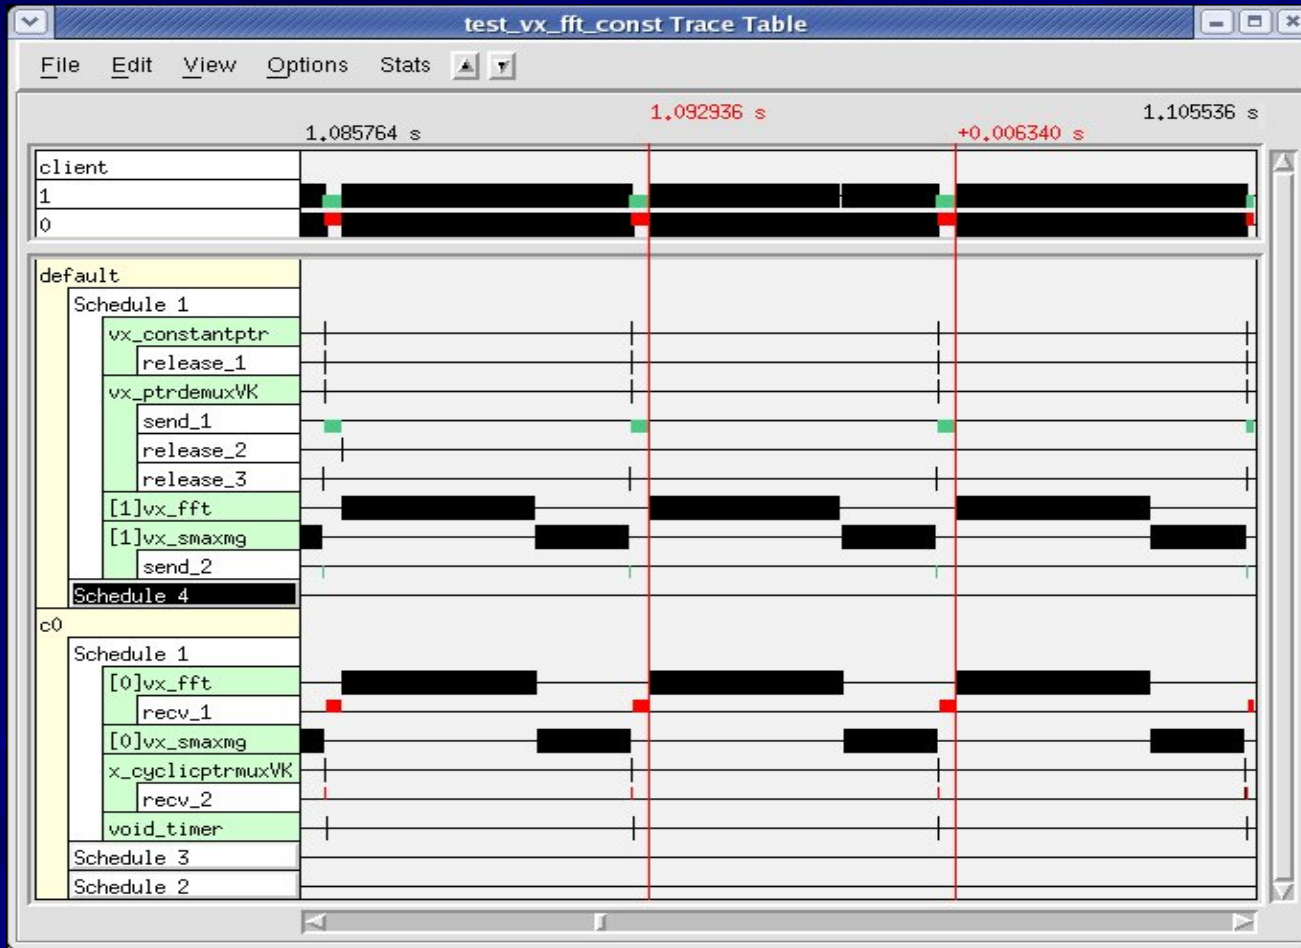 test_vx_fft_const Trace Table
File Edit View Options Stats
1.092936 s 1.105536 s
1.085764 s +0.006340 s
client
1
0
default
Schedule 1
vx_constantptr
release_1
vx_ptrdemuxVK
send_1
release_2
release_3
[1]vx_fft
[1]vx_smaxmg
send_2
Schedule 4
c0
Schedule 1
[0]vx_fft
recv_1
[0]vx_smaxmg
x_cyclicptrmuxVK
recv_2
void_timer
Schedule 3
Schedule 2